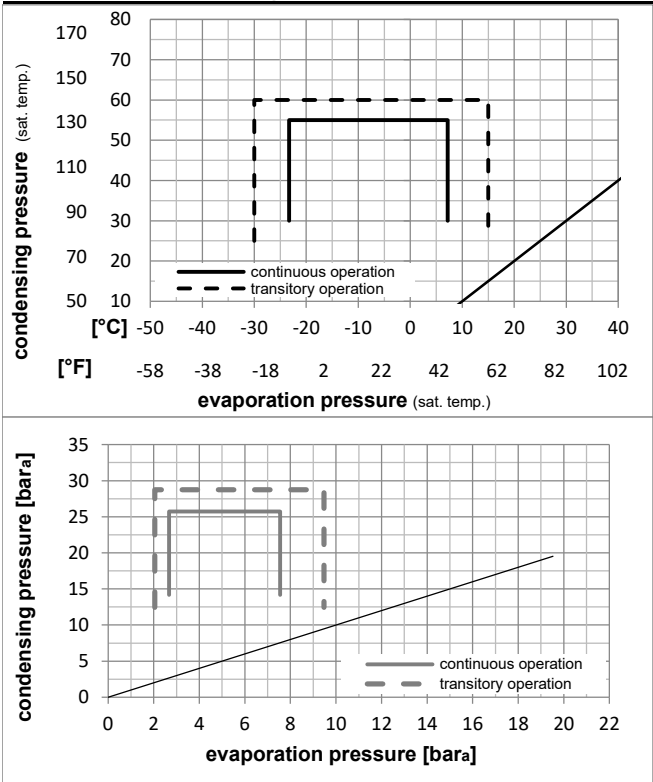 condensing pressure (sat. temp.)
170 80
70
150
60
130
50
110
40
90
30
70
20
50 10
continuous operation
transitory operation
[°C] -50 -40 -30 -20 -10 0 10 20 30 40
[°F] -58 -38 -18 2 22 42 62 82 102
evaporation pressure (sat. temp.)
condensing pressure [bara]
35
30
25
20
15
10
5
0
continuous operation
transitory operation
0 2 4 6 8 10 12 14 16 18 20 22
evaporation pressure [bara]